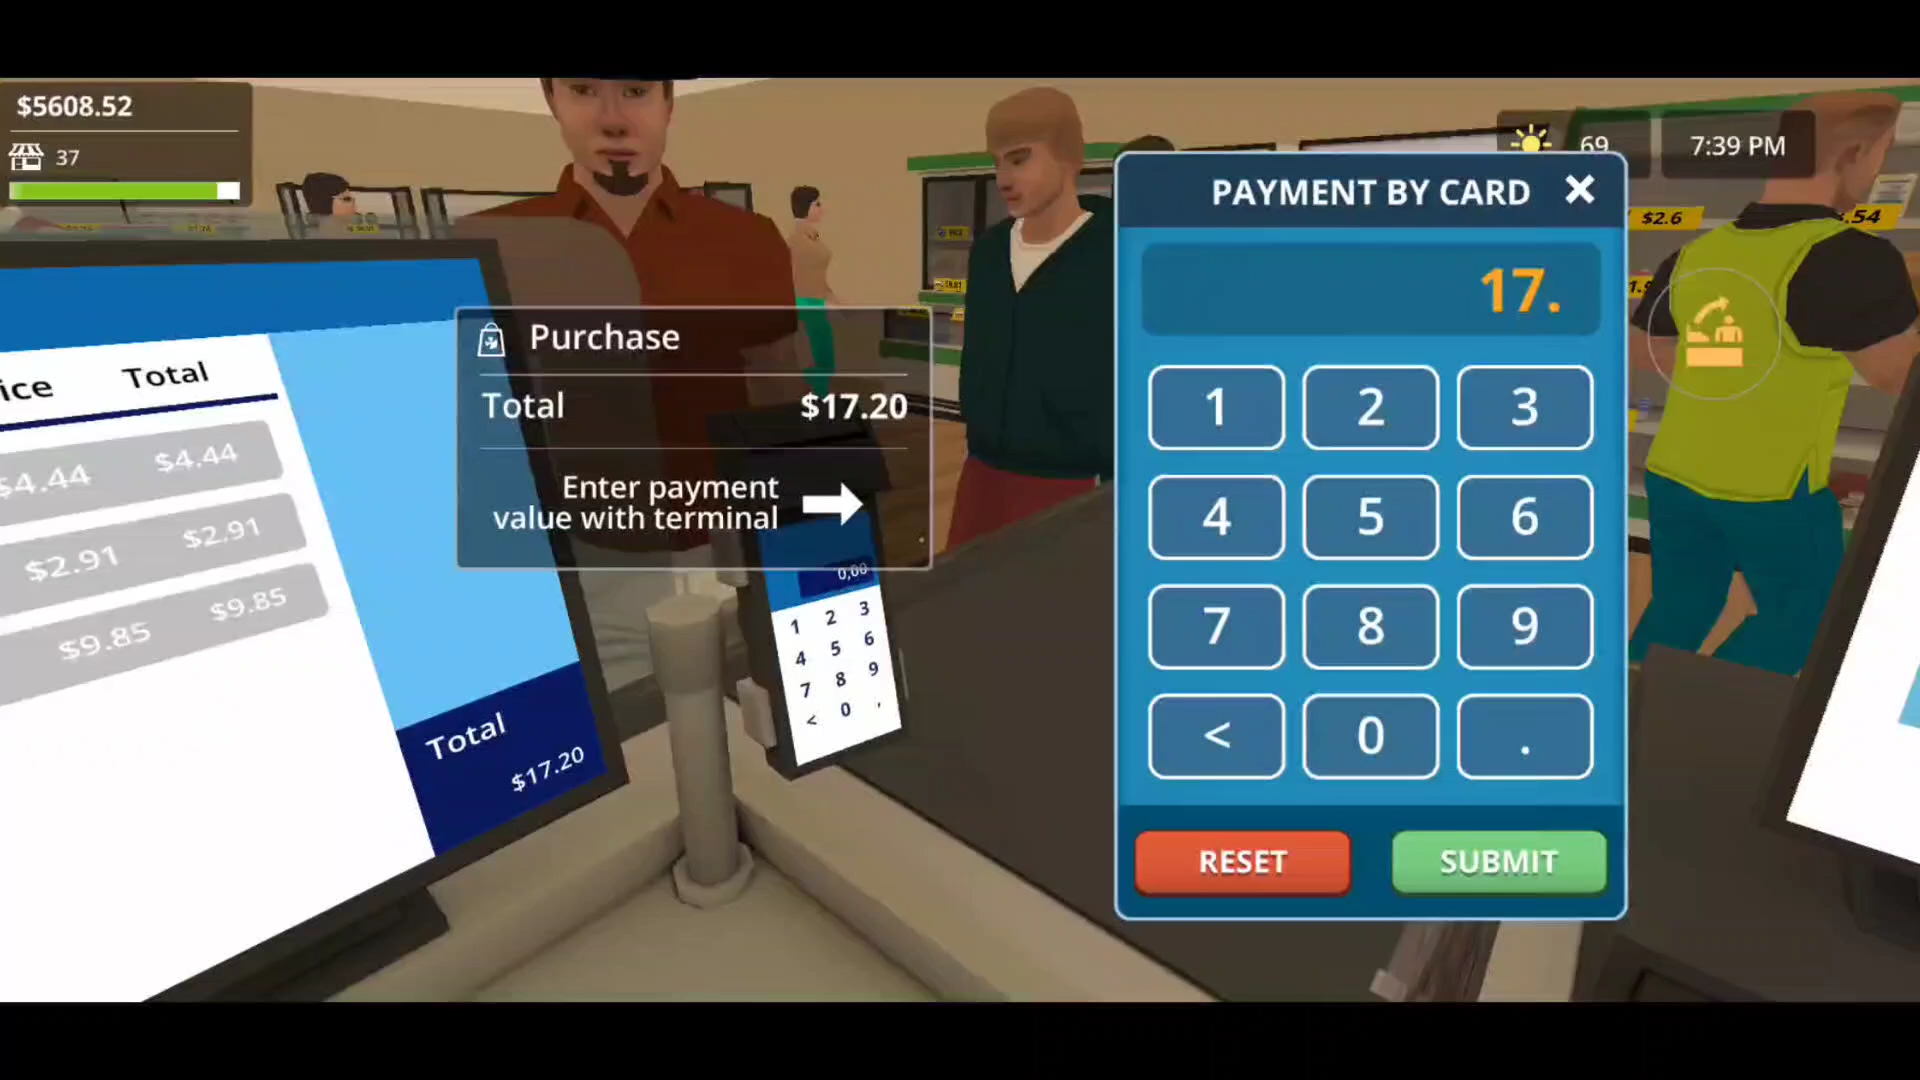 $5608.52
37
69
7:39 PM
$2.6
.54
PAYMENT BY CARD
17.
1 2 3
4 5 6
7 8 9
< 0 .
RESET SUBMIT
Purchase
Total $17.20
Enter payment
value with terminal
ice Total
$4.44 $4.44
$2.91 $2.91
$9.85 $9.85
Total
$17.20
0,00
1 2 3
4 5 6
7 8 9
< 0 ,